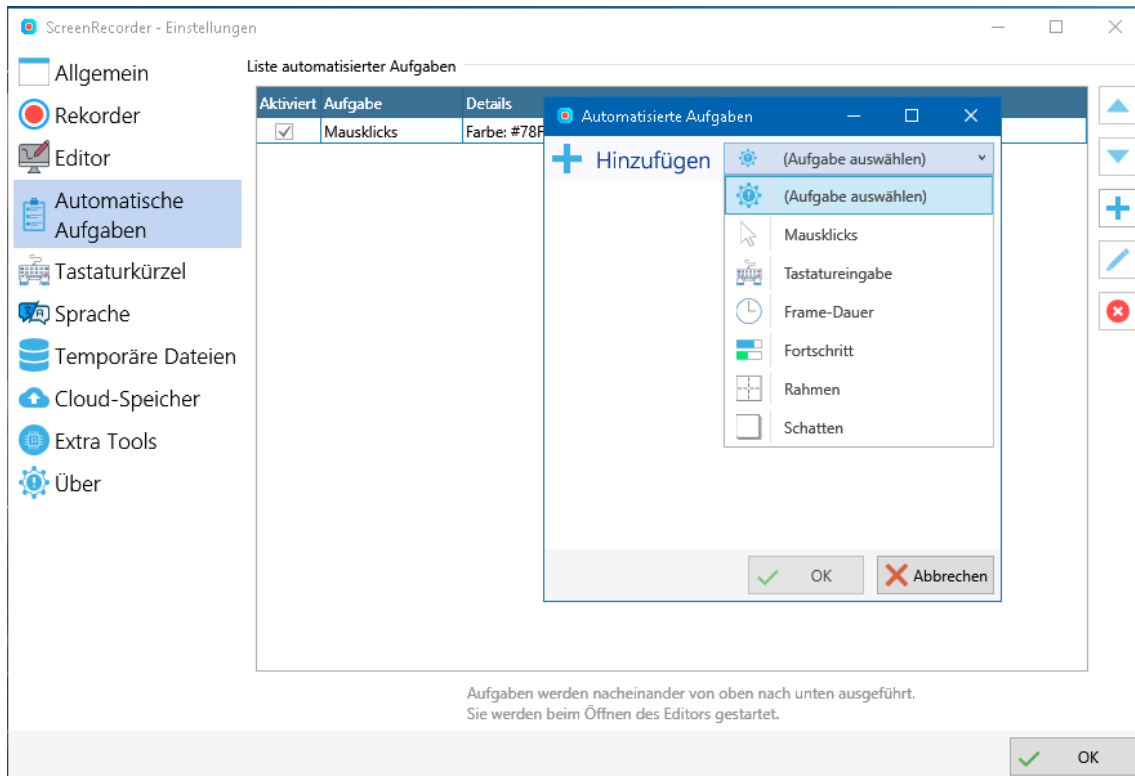 ScreenRecorder - Einstellungen
Allgemein
Rekorder
Editor
Automatische
Aufgaben
Tastaturkürzel
Sprache
Temporäre Dateien
Cloud-Speicher
Extra Tools
Über
Liste automatisierter Aufgaben
Aktiviert Aufgabe Details
Mausklicks Farbe: #78F
Automatisierte Aufgaben
Hinzufügen (Aufgabe auswählen)
(Aufgabe auswählen)
Mausklicks
Tastatureingabe
Frame-Dauer
Fortschritt
Rahmen
Schatten
OK Abbrechen
Aufgaben werden nacheinander von oben nach unten ausgeführt.
Sie werden beim Öffnen des Editors gestartet.
OK